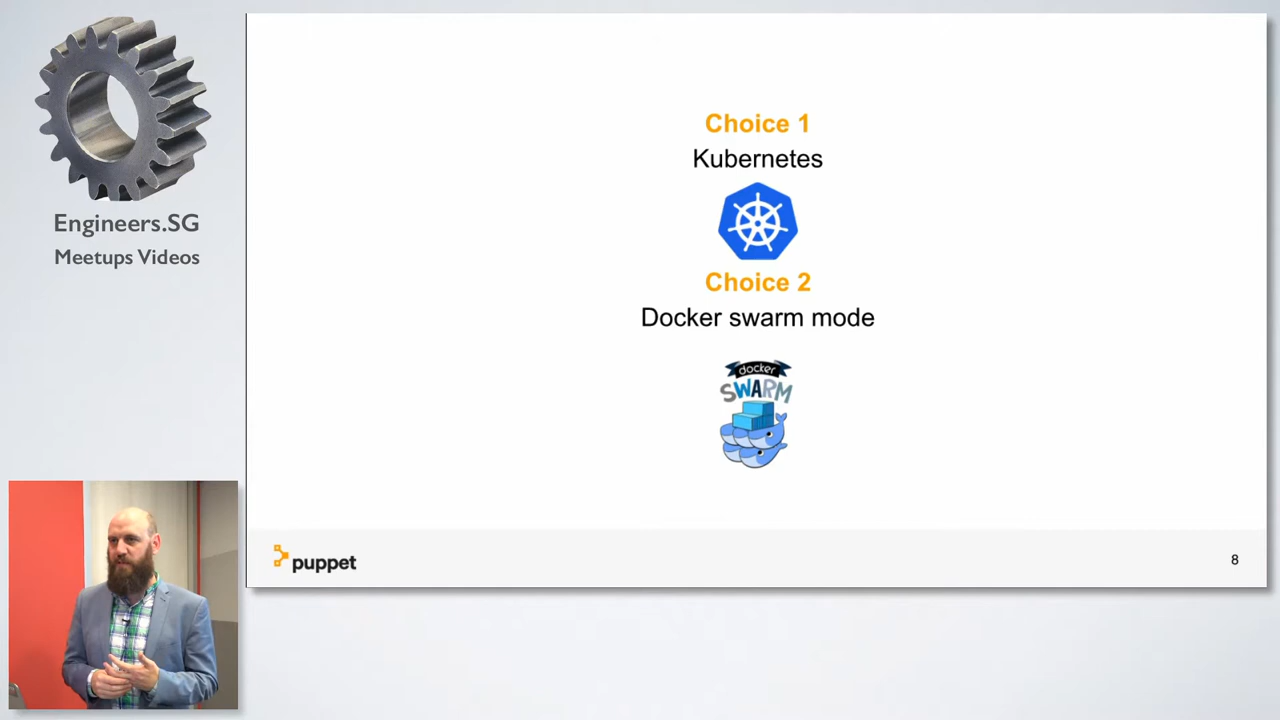 Engineers.SG
Meetups Videos
Choice 1
Kubernetes
Choice 2
Docker swarm mode
docker
SWARM
puppet
8